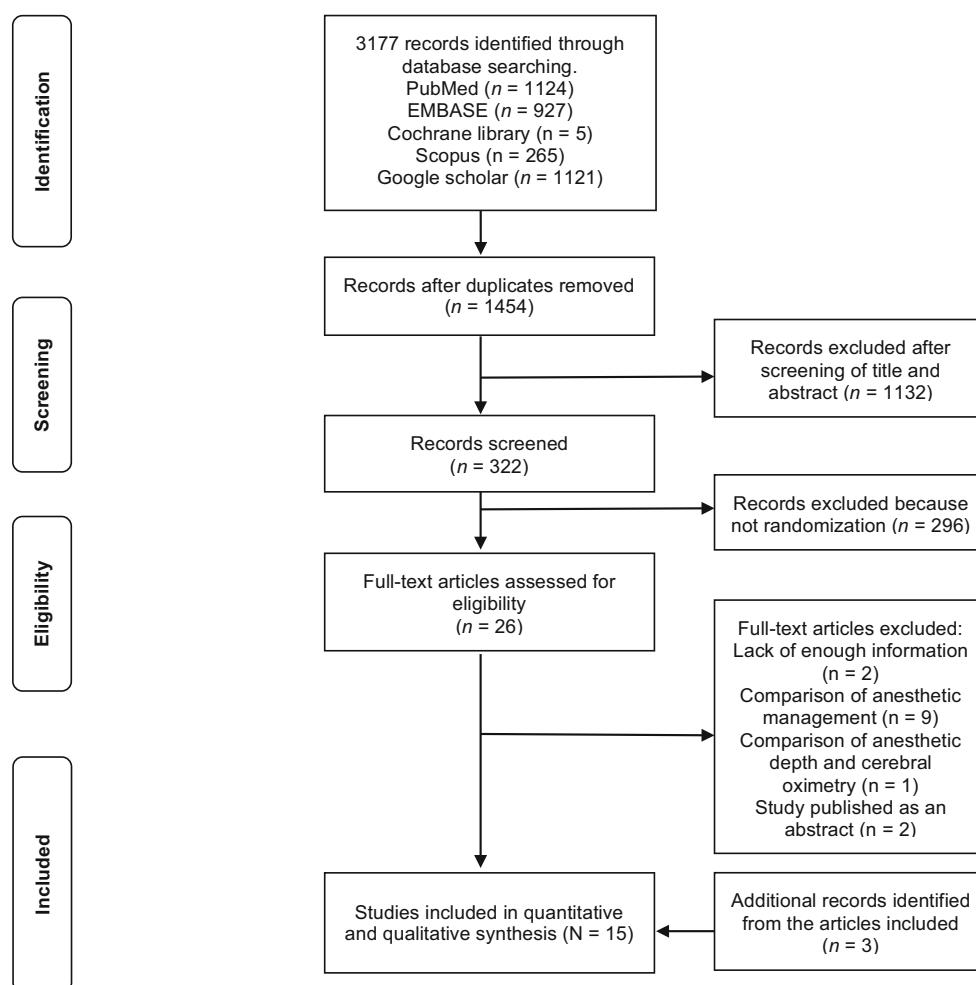 Identification
3177 records identified through
database searching.
PubMed (n = 1124)
EMBASE (n = 927)
Cochrane library (n = 5)
Scopus (n = 265)
Google scholar (n = 1121)
Records after duplicates removed
(n = 1454)
Screening
Records excluded after
screening of title and
abstract (n = 1132)
Records screened
(n = 322)
Records excluded because
not randomization (n = 296)
Eligibility
Full-text articles assessed for
eligibility
(n = 26)
Full-text articles excluded:
Lack of enough information
(n = 2)
Comparison of anesthetic
management (n = 9)
Comparison of anesthetic
depth and cerebral
oximetry (n = 1)
Study published as an
abstract (n = 2)
Included
Studies included in quantitative
and qualitative synthesis (N = 15)
Additional records identified
from the articles included
(n = 3)